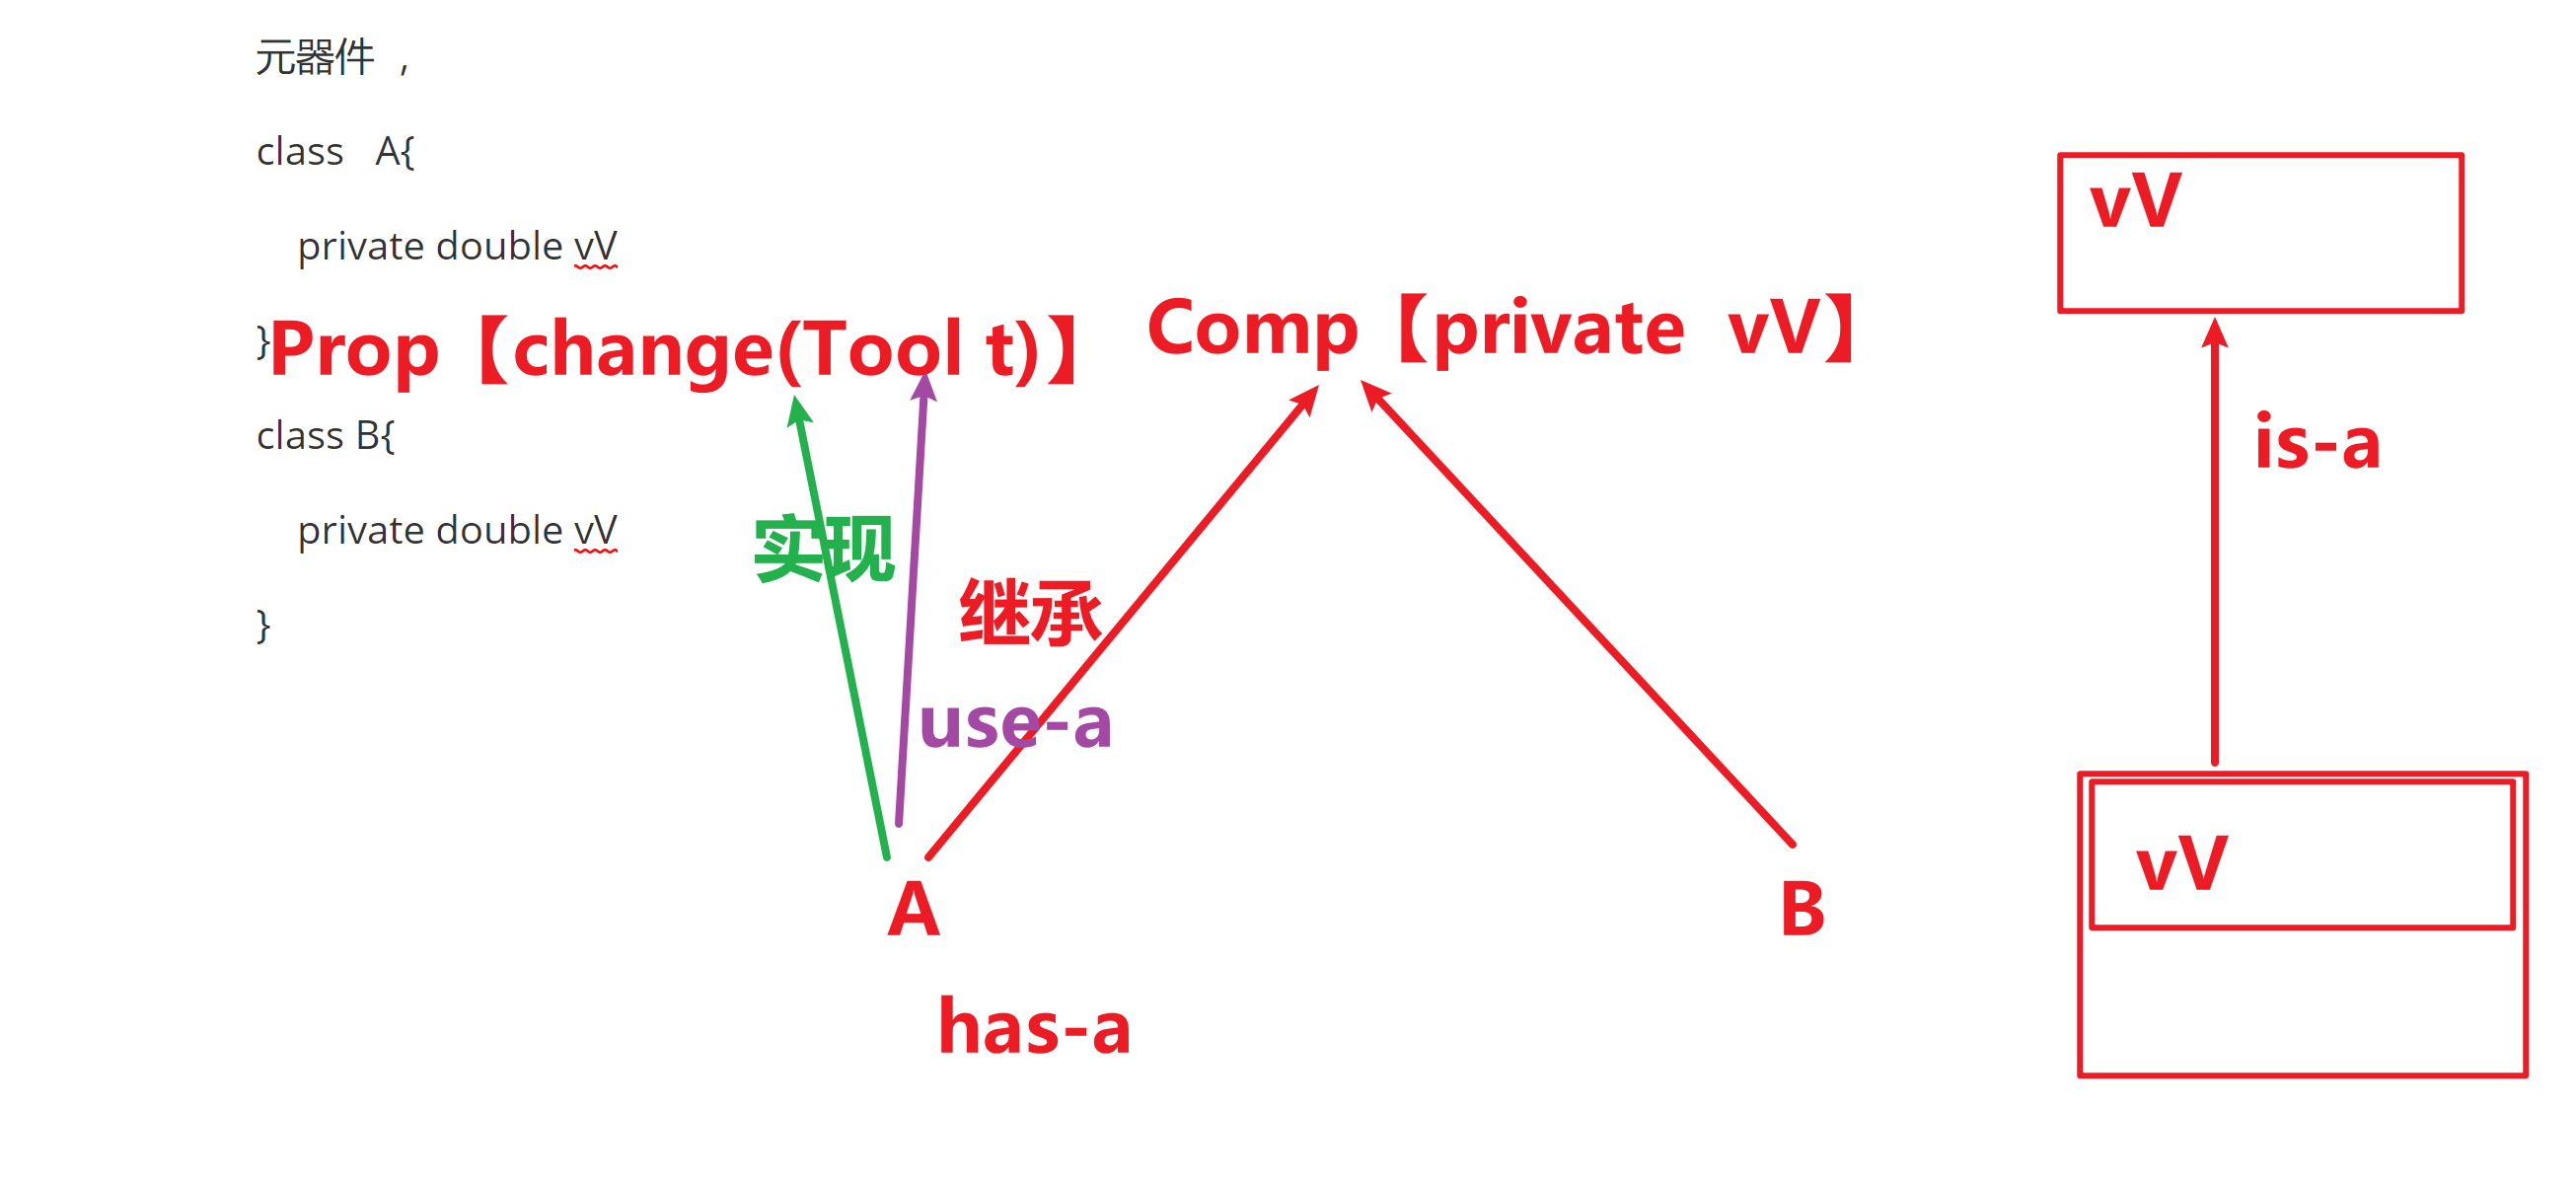 元器件 ,
class A{
private double vV
}
Prop【change(Tool t)】
Comp【private vV】
class B{
private double vV
}
实现
继承
use-a
A
B
has-a
vV
is-a
vV